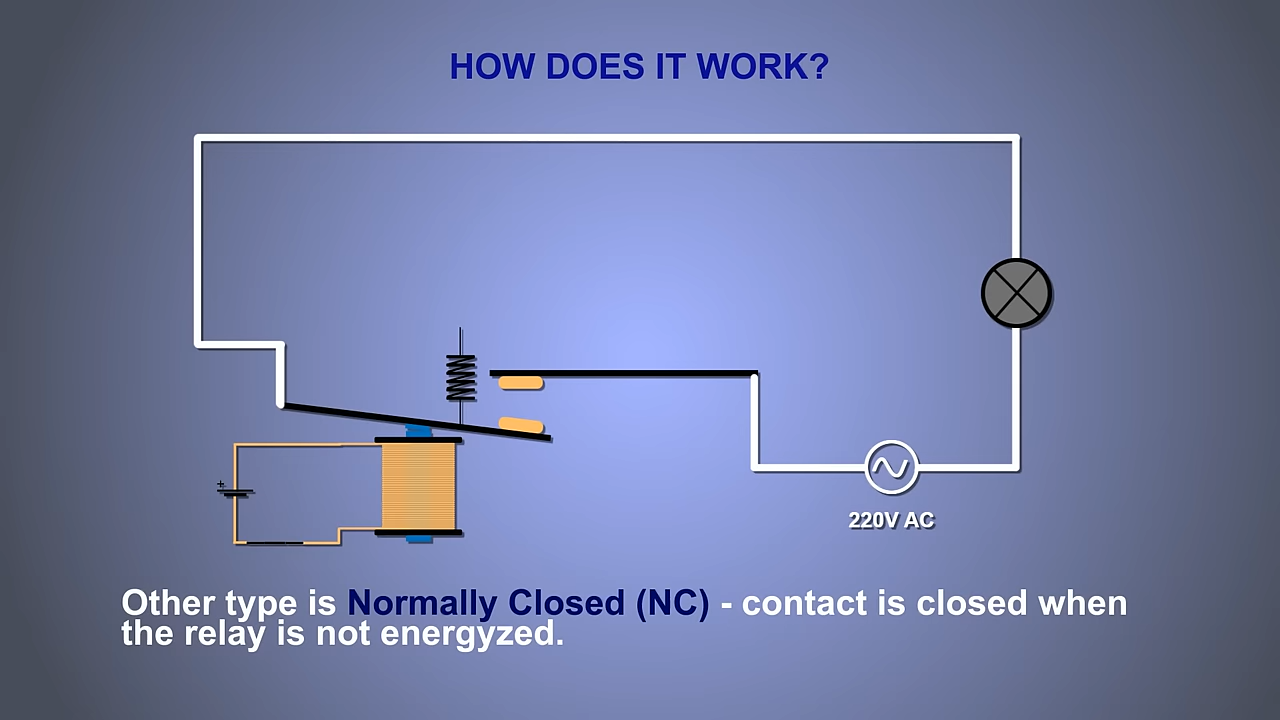 HOW DOES IT WORK?
+
220V AC
Other type is Normally Closed (NC) - contact is closed when
the relay is not energyzed.